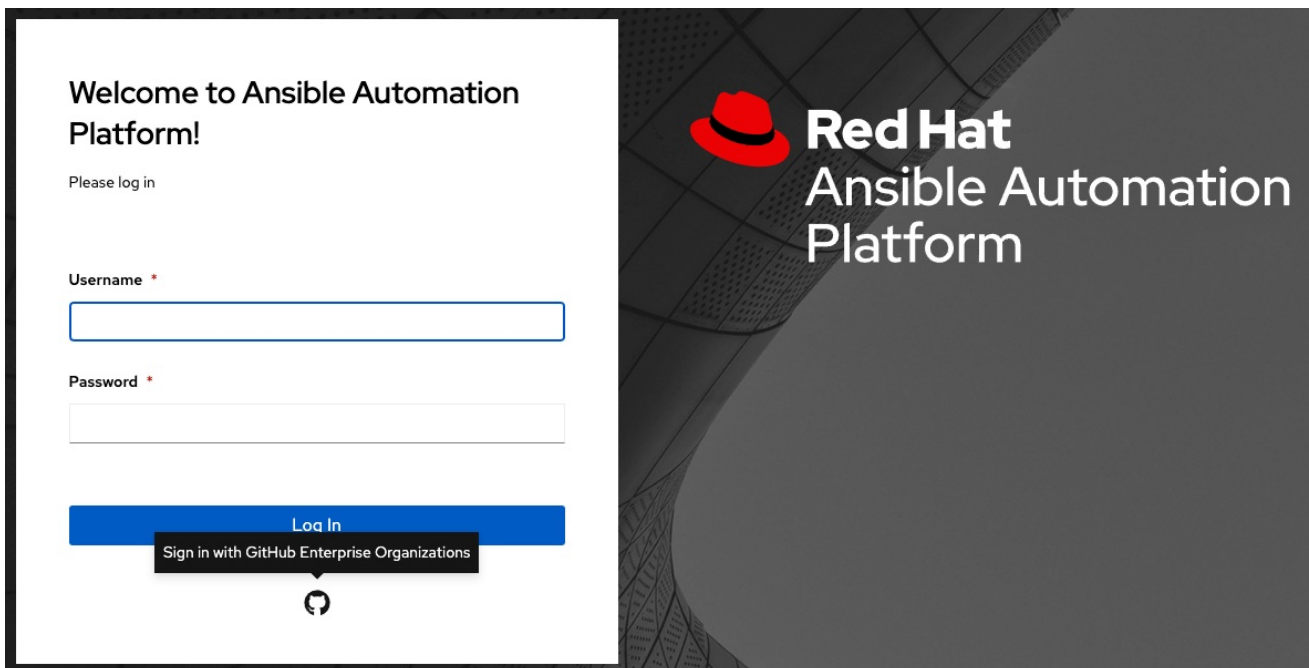 Welcome to Ansible Automation
Platform!
Please log in
Username *
Password *
Log In
Sign in with GitHub Enterprise Organizations
Red Hat
Ansible Automation
Platform